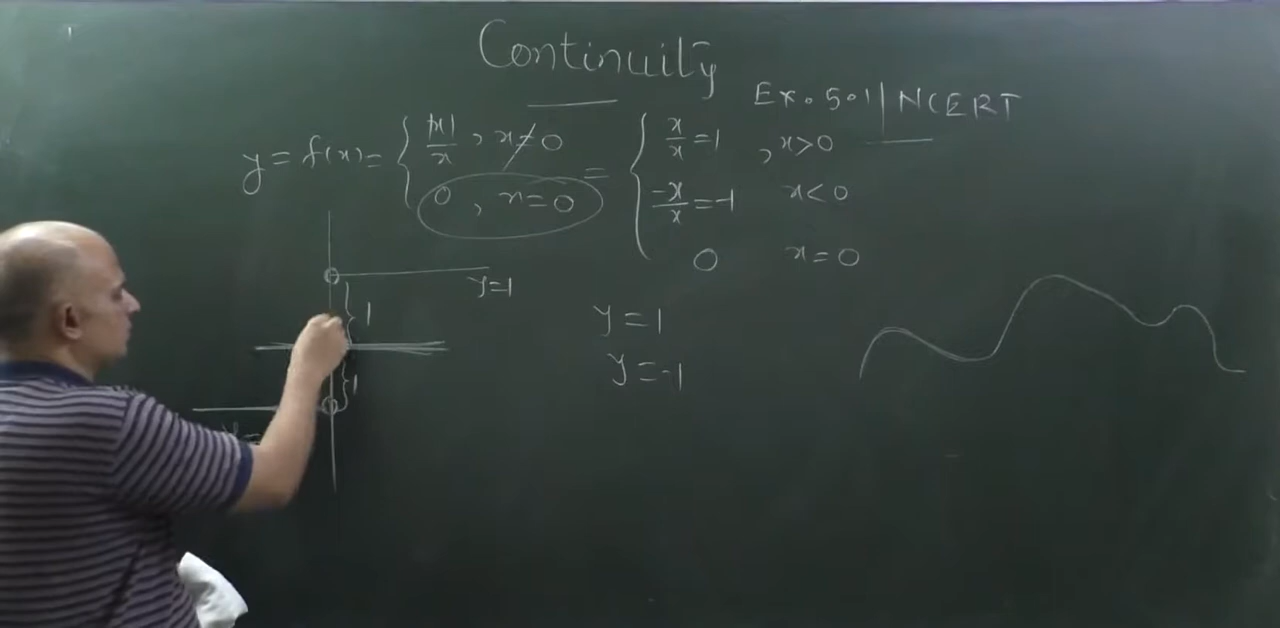 Continuity
Ex. 5.1 | NCERT
y = f(x) = { |x|/x , x ≠ 0 = { x/x = 1 , x > 0
0 , x = 0 -x/x = -1 x < 0
0 x = 0
y = 1
1
1
y = 1
y = -1